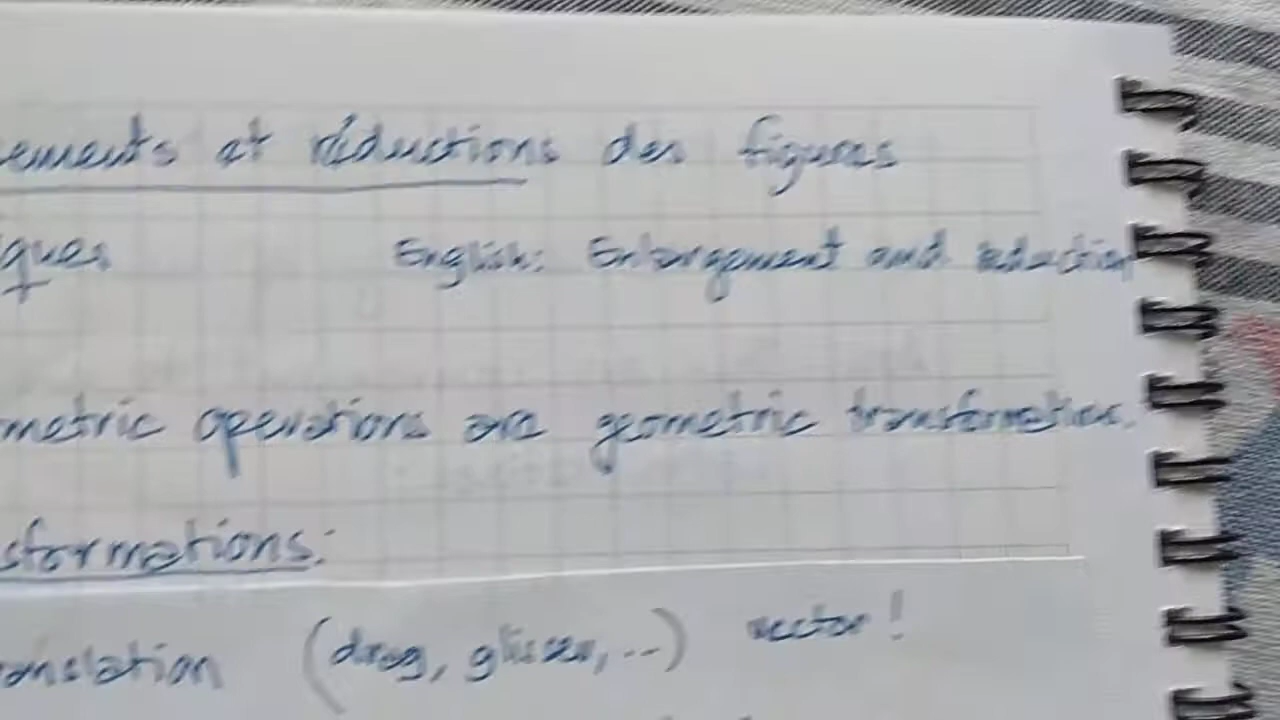 ements et réductions des figures
iques English: Enlargement and reduction
metric operations are geometric transformations.
sformations:
anslation (drag, glisser, ...) vector!